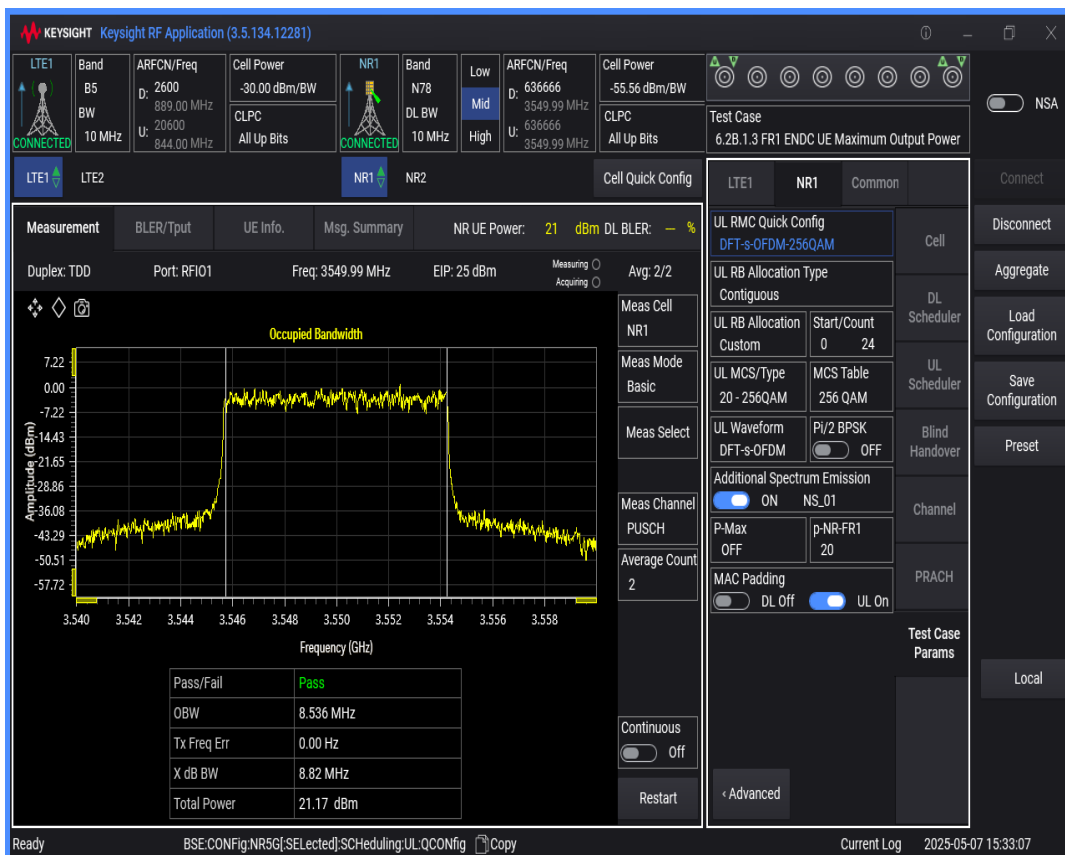 KEYSIGHT Keysight RF Application (3.5.134.12281)
LTE1
CONNECTED
Band
B5
BW
10 MHz
ARFCN/Freq
D: 2600
889.00 MHz
U: 20600
844.00 MHz
Cell Power
-30.00 dBm/BW
CLPC
All Up Bits
NR1
CONNECTED
Band
N78
DL BW
10 MHz
Low
Mid
High
ARFCN/Freq
D: 636666
3549.99 MHz
U: 636666
3549.99 MHz
Cell Power
-55.56 dBm/BW
CLPC
All Up Bits
Test Case
6.2B.1.3 FR1 ENDC UE Maximum Output Power
NSA
LTE1 LTE2 NR1 NR2 Cell Quick Config
Measurement BLER/Tput UE Info. Msg. Summary NR UE Power: 21 dBm DL BLER: — %
Duplex: TDD Port: RFIO1 Freq: 3549.99 MHz EIP: 25 dBm Measuring Acquiring Avg: 2/2
Occupied Bandwidth
Amplitude (dBm)
7.22
0.00
-7.22
-14.43
-21.65
-28.86
-36.08
-43.29
-50.51
-57.72
3.540 3.542 3.544 3.546 3.548 3.550 3.552 3.554 3.556 3.558
Frequency (GHz)
Pass/Fail Pass
OBW 8.536 MHz
Tx Freq Err 0.00 Hz
X dB BW 8.82 MHz
Total Power 21.17 dBm
Meas Cell
NR1
Meas Mode
Basic
Meas Select
Meas Channel
PUSCH
Average Count
2
Continuous
Off
Restart
LTE1 NR1 Common
UL RMC Quick Config
DFT-s-OFDM-256QAM
UL RB Allocation Type
Contiguous
UL RB Allocation
Custom
Start/Count
0 24
UL MCS/Type
20 - 256QAM
MCS Table
256 QAM
UL Waveform
DFT-s-OFDM
Pi/2 BPSK
OFF
Additional Spectrum Emission
ON NS_01
P-Max
OFF
p-NR-FR1
20
MAC Padding
DL Off UL On
‹ Advanced
Cell
DL
Scheduler
UL
Scheduler
Blind
Handover
Channel
PRACH
Test Case
Params
Connect
Disconnect
Aggregate
Load
Configuration
Save
Configuration
Preset
Local
Ready BSE:CONFig:NR5G[:SELected]:SCHeduling:UL:QCONfig Copy Current Log 2025-05-07 15:33:07